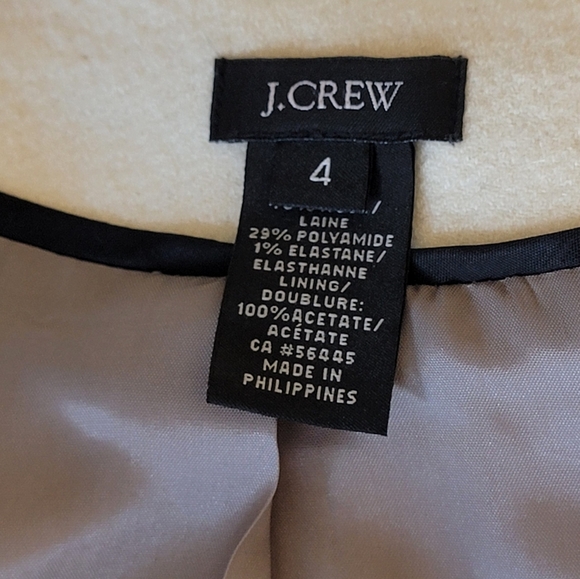 J.CREW
4
/
LAINE
29% POLYAMIDE
1% ELASTANE/
ELASTHANNE
LINING/
DOUBLURE:
100%ACETATE/
ACÉTATE
CA #56445
MADE IN
PHILIPPINES